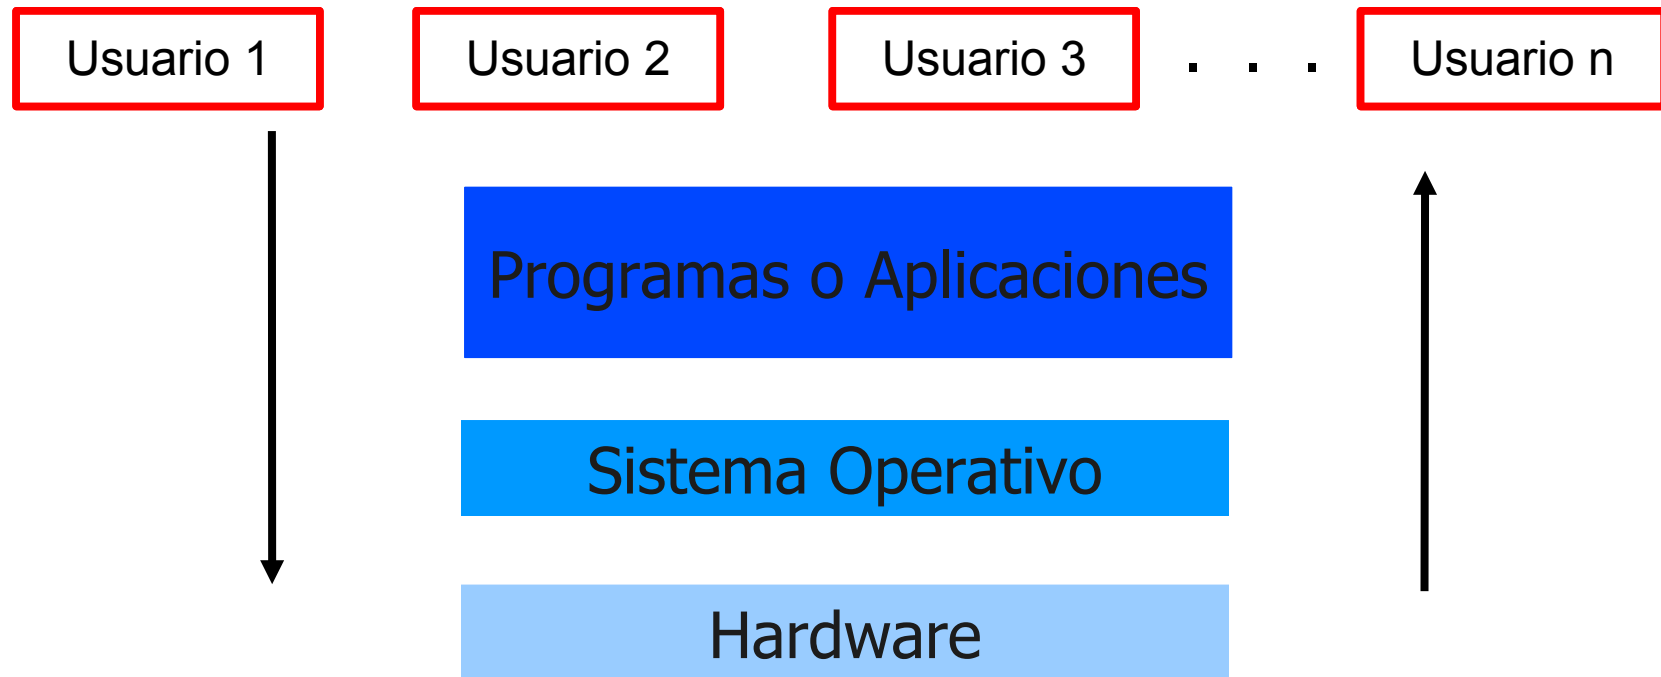 Usuario 1 Usuario 2 Usuario 3 . . . Usuario n
Programas o Aplicaciones
Sistema Operativo
Hardware